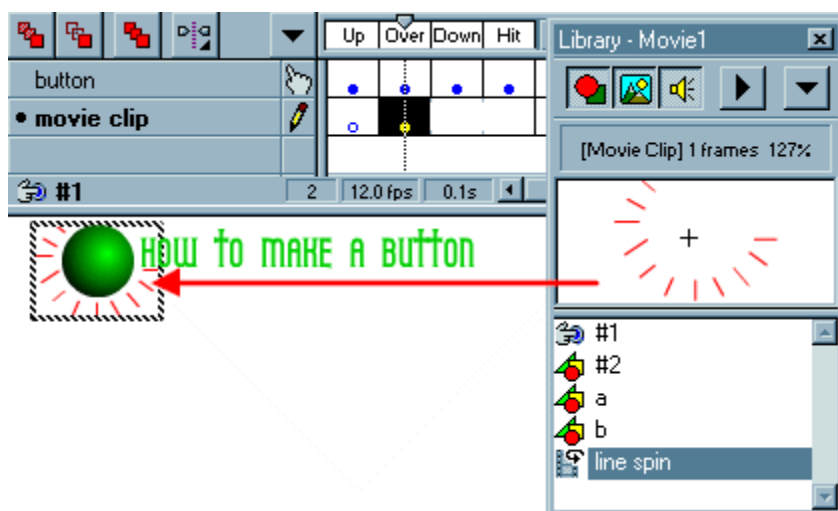 Up Over Down Hit
Library - Movie1
button
• movie clip
[Movie Clip] 1 frames 127%
#1 2 12.0 fps 0.1s
HOW to MAKE A BUTTON
#1
#2
a
b
line spin